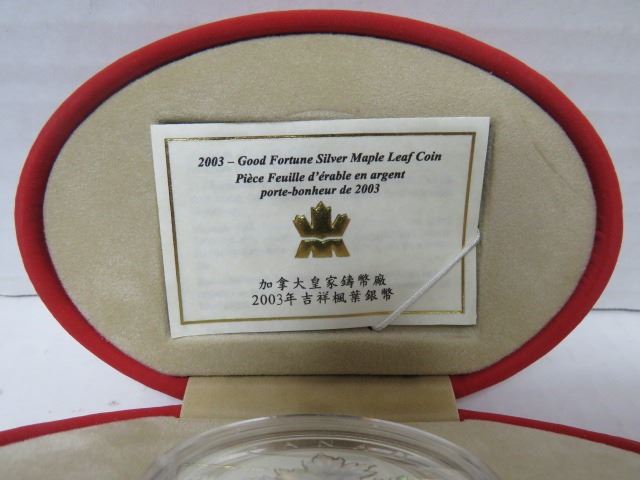 2003 – Good Fortune Silver Maple Leaf Coin
Pièce Feuille d'érable en argent
porte-bonheur de 2003
加拿大皇家鑄幣廠
2003年吉祥楓葉銀幣
CANADA